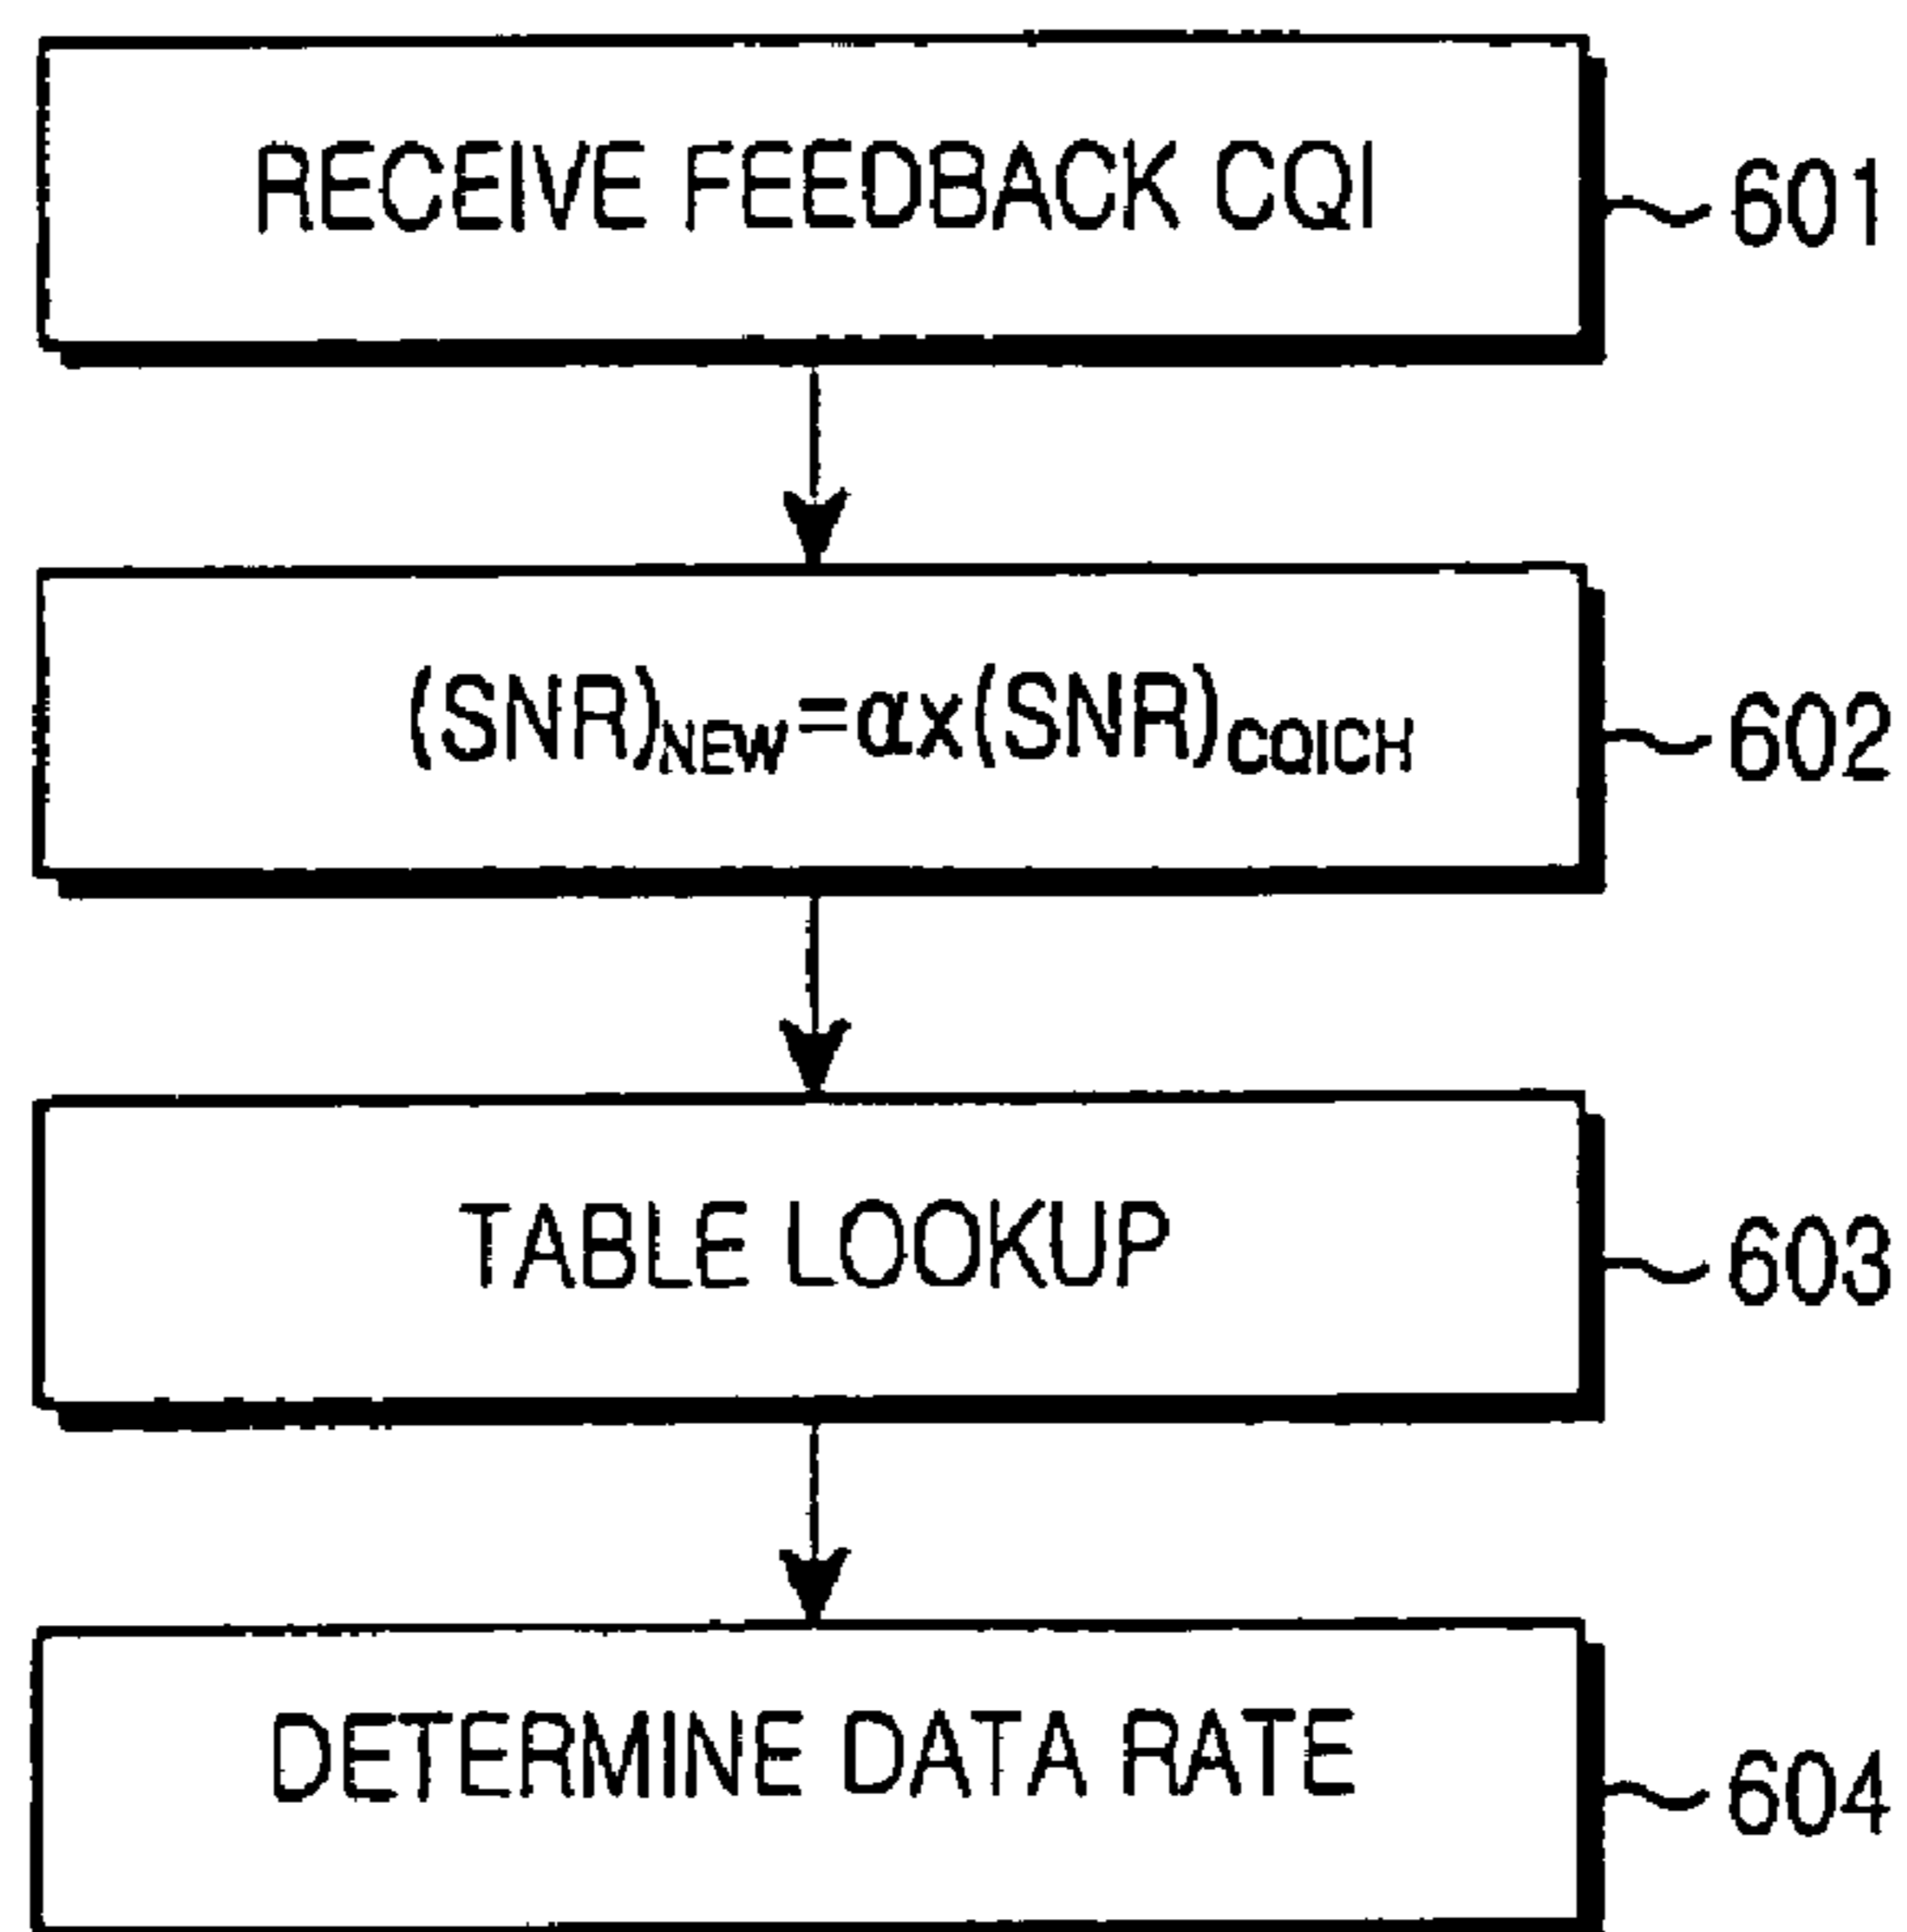 RECEIVE FEEDBACK CQI
601
(SNR)NEW=αx(SNR)CQICH
602
TABLE LOOKUP
603
DETERMINE DATA RATE
604